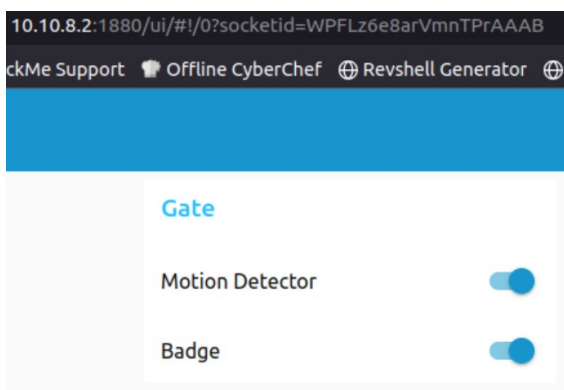 10.10.8.2:1880/ui/#!/0?socketid=WPFLz6e8arVmnTPrAAAB
ckMe Support Offline CyberChef Revshell Generator
Gate
Motion Detector
Badge